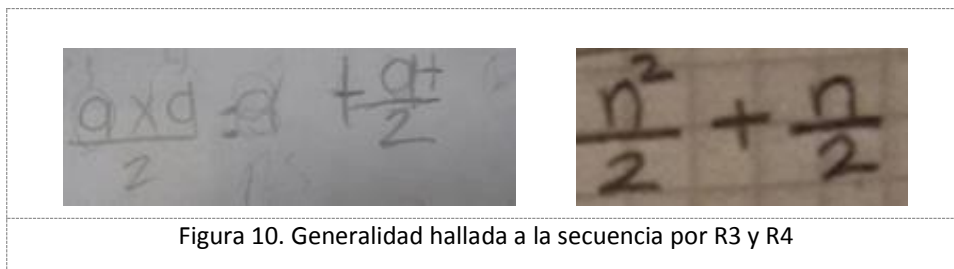 a x a / 2 = a + a / 2
n² / 2 + n / 2
Figura 10. Generalidad hallada a la secuencia por R3 y R4